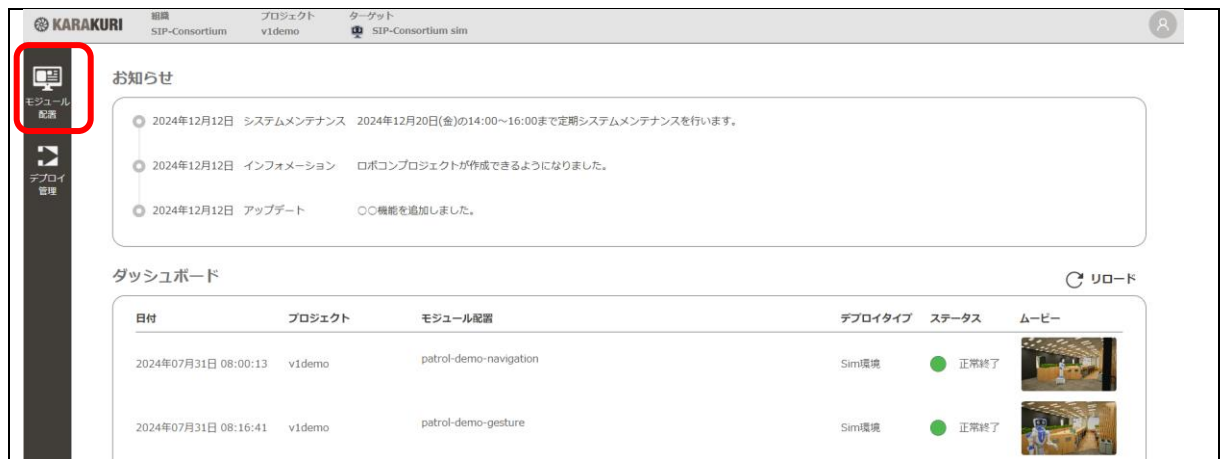 KARAKURI
組織 プロジェクト ターゲット
SIP-Consortium v1demo SIP-Consortium sim
モジュール
配置
デプロイ
管理
お知らせ
2024年12月12日 システムメンテナンス 2024年12月20日(金)の14:00～16:00まで定期システムメンテナンスを行います。
2024年12月12日 インフォメーション ロボコンプロジェクトが作成できるようになりました。
2024年12月12日 アップデート 〇〇機能を追加しました。
ダッシュボード
リロード
日付 プロジェクト モジュール配置 デプロイタイプ ステータス ムービー
2024年07月31日 08:00:13 v1demo patrol-demo-navigation Sim環境 正常終了
2024年07月31日 08:16:41 v1demo patrol-demo-gesture Sim環境 正常終了